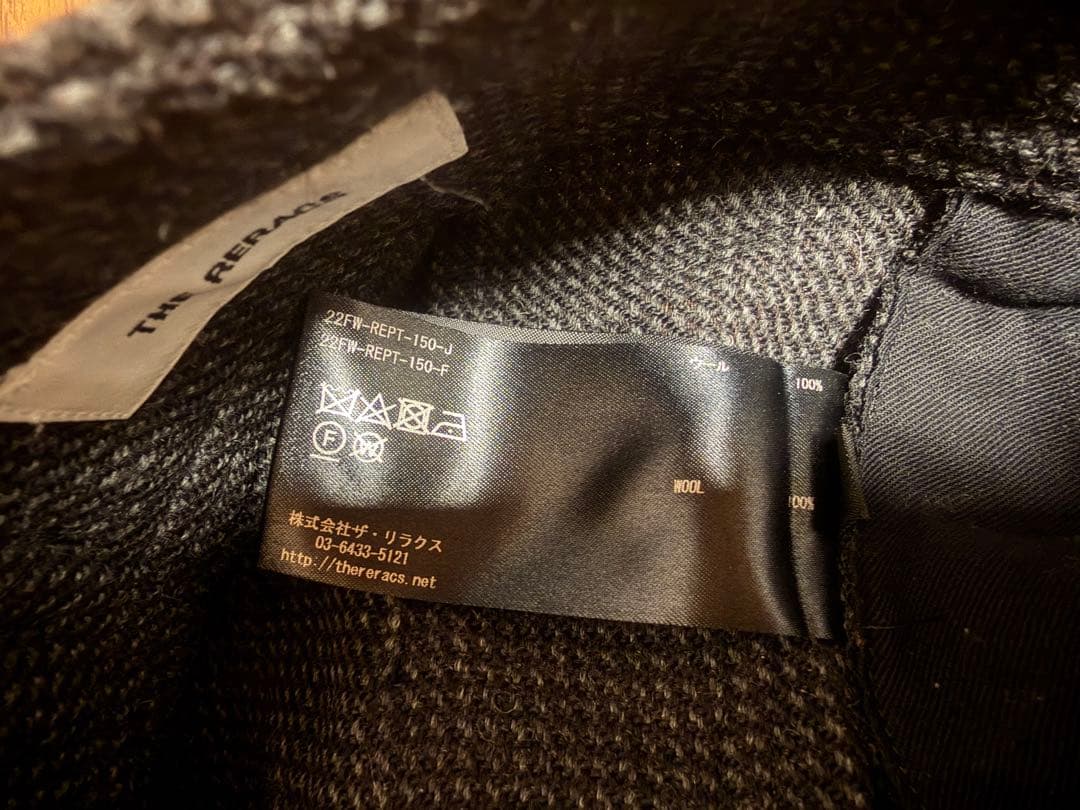 THE RERACS
22FW-REPT-150-J
22FW-REPT-150-F
ウール 100%
F
W
WOOL 100%
株式会社ザ・リラクス
03-6433-5121
http://thereracs.net